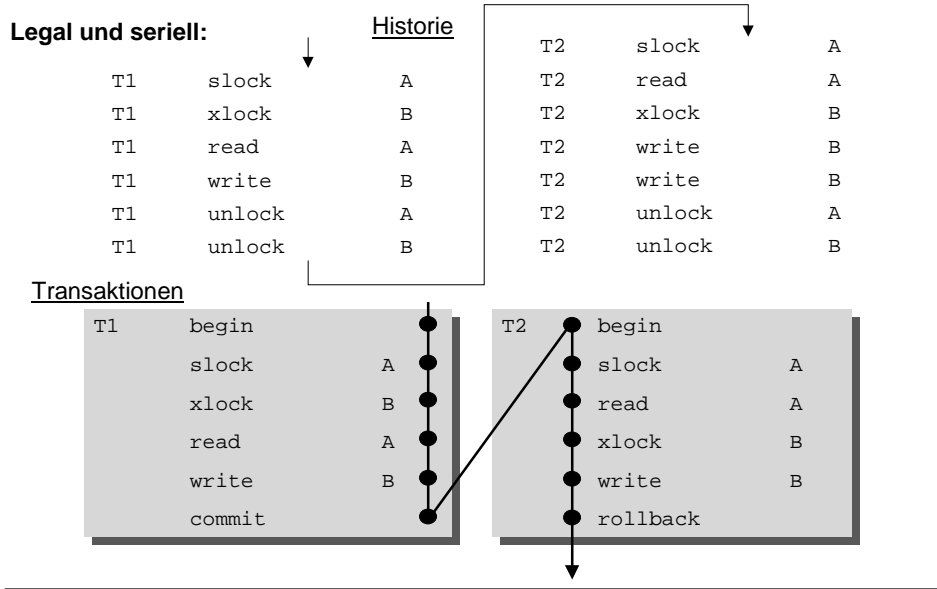 Legal und seriell:
Historie
T1 slock A
T1 xlock B
T1 read A
T1 write B
T1 unlock A
T1 unlock B
T2 slock A
T2 read A
T2 xlock B
T2 write B
T2 write B
T2 unlock A
T2 unlock B
Transaktionen
T1 begin
slock A
xlock B
read A
write B
commit
T2 begin
slock A
read A
xlock B
write B
rollback